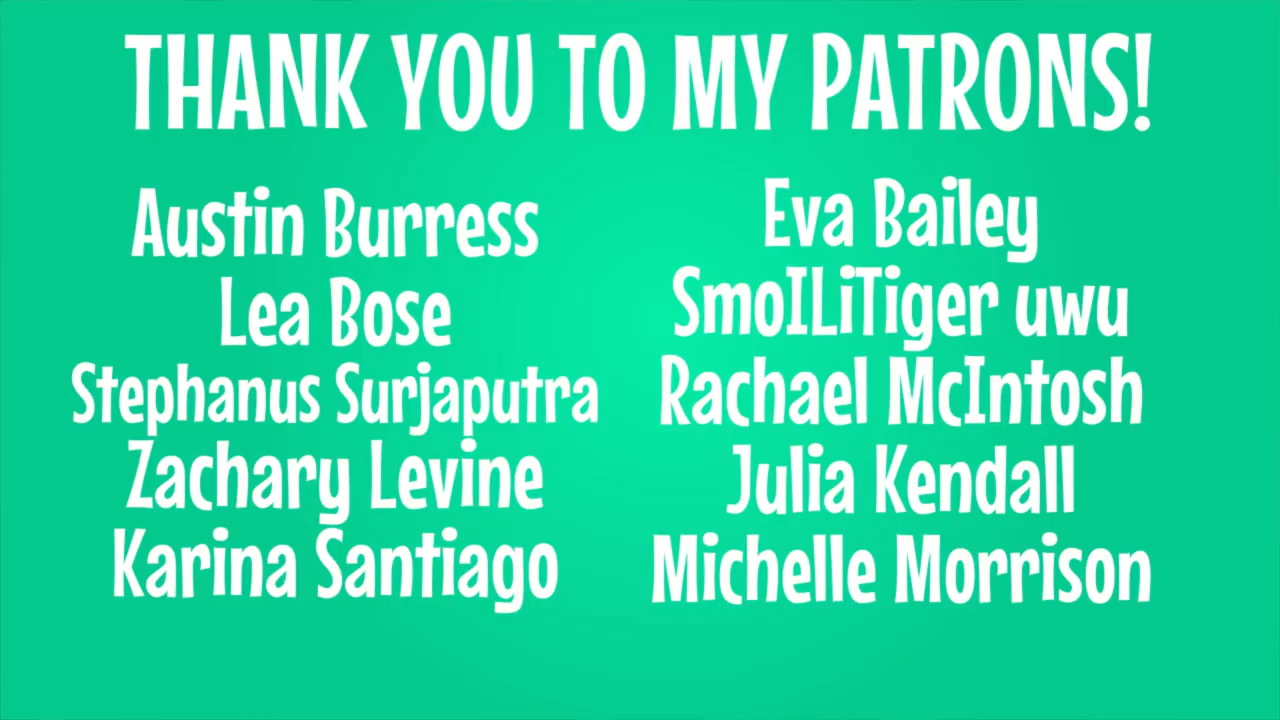 THANK YOU TO MY PATRONS!
Austin Burress
Lea Bose
Stephanus Surjaputra
Zachary Levine
Karina Santiago
Eva Bailey
SmolLiTiger uwu
Rachael McIntosh
Julia Kendall
Michelle Morrison